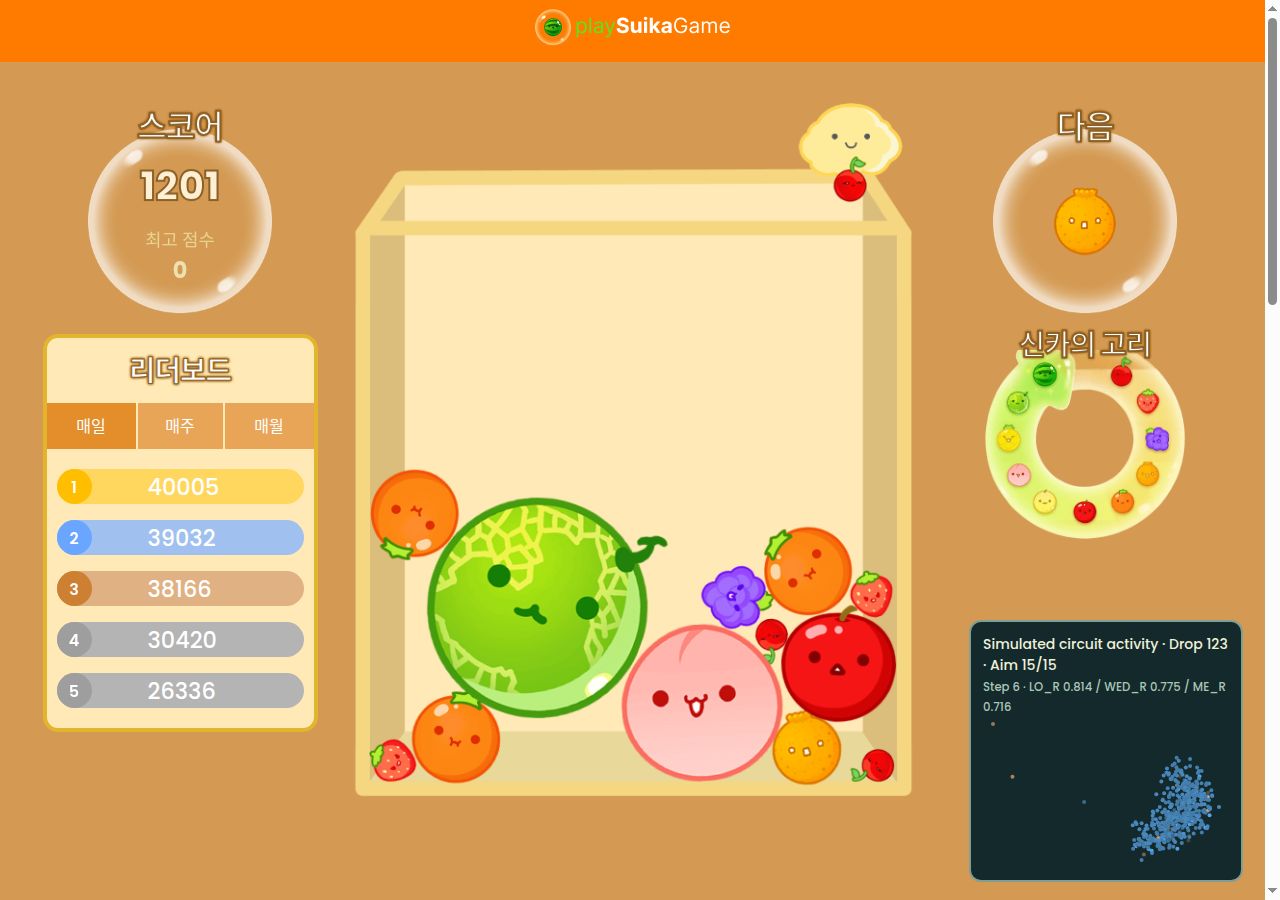 playSuikaGame
스코어
1201
최고 점수
0
다음
신카의 고리
리더보드
매일 매주 매월
1 40005
2 39032
3 38166
4 30420
5 26336
Simulated circuit activity · Drop 123
· Aim 15/15
Step 6 · LO_R 0.814 / WED_R 0.775 / ME_R
0.716